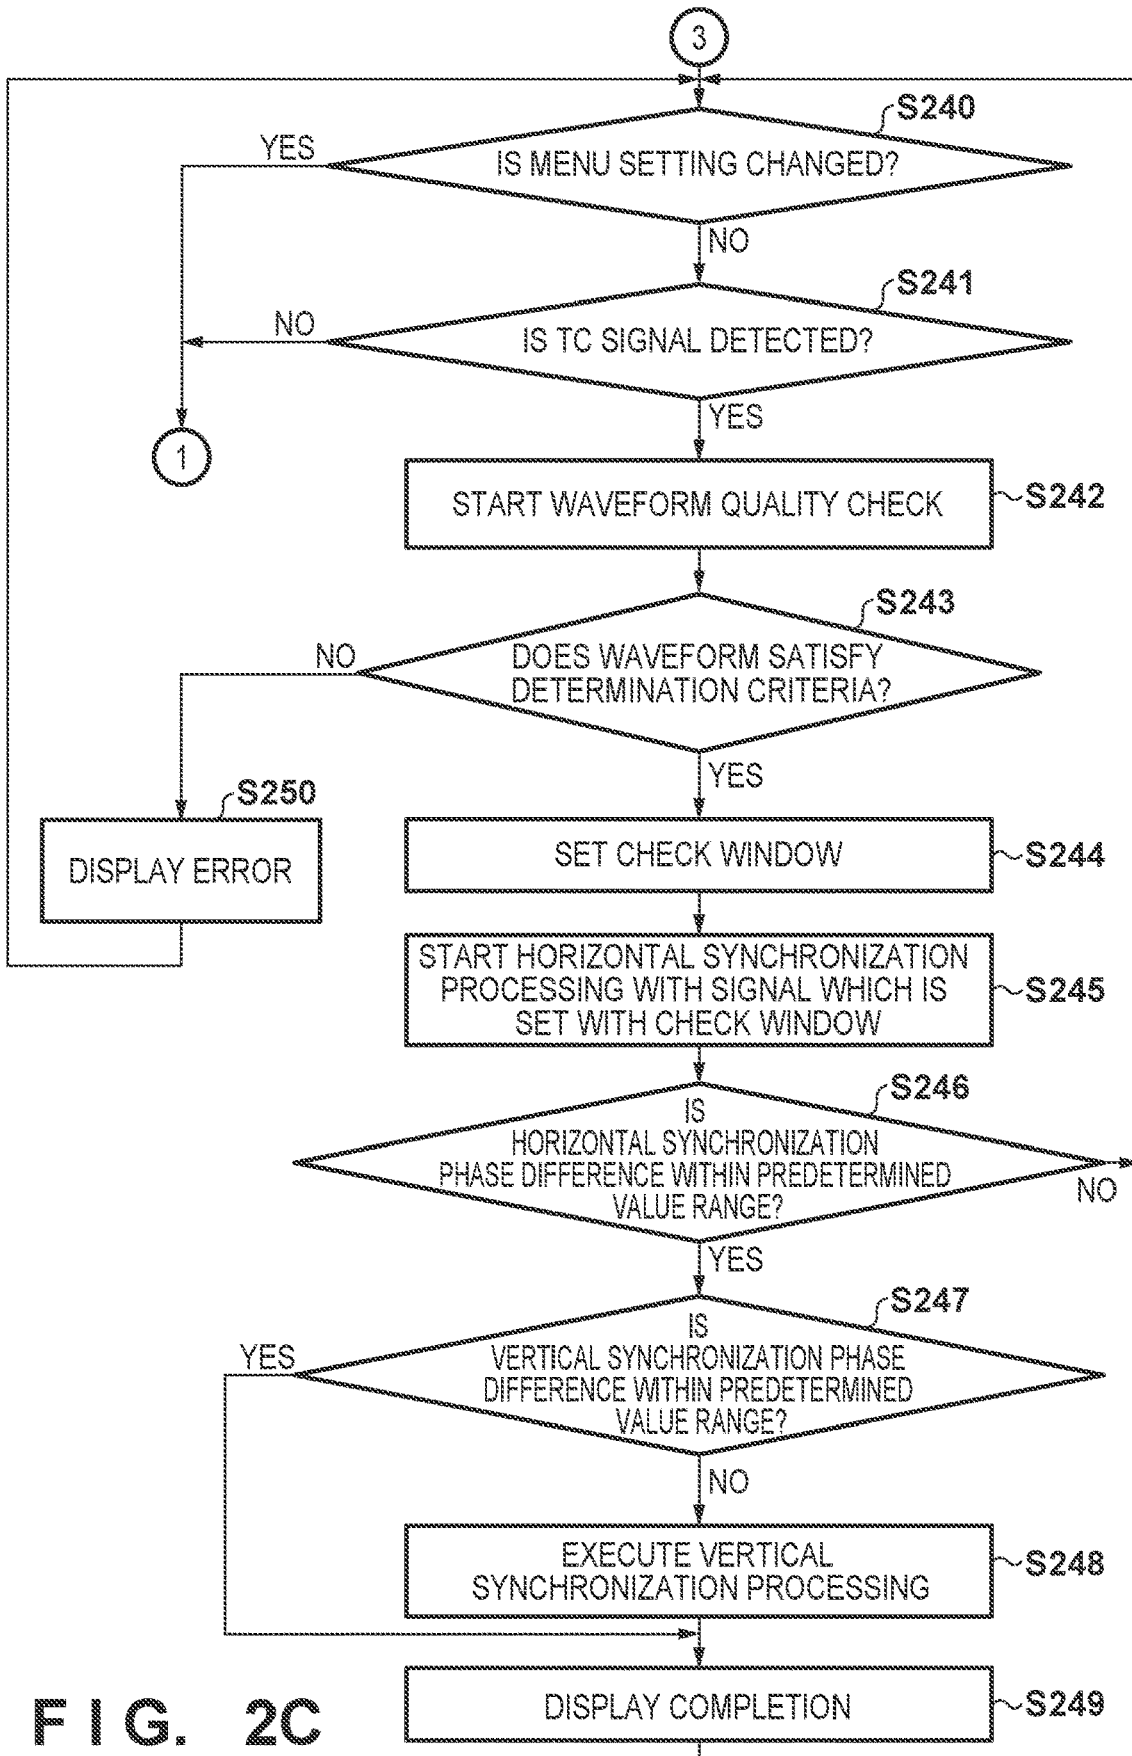 3
S240
YES
IS MENU SETTING CHANGED?
NO
S241
NO
IS TC SIGNAL DETECTED?
YES
1
START WAVEFORM QUALITY CHECK
S242
S243
NO
DOES WAVEFORM SATISFY
DETERMINATION CRITERIA?
YES
S250
DISPLAY ERROR
SET CHECK WINDOW
S244
START HORIZONTAL SYNCHRONIZATION
PROCESSING WITH SIGNAL WHICH IS
SET WITH CHECK WINDOW
S245
S246
IS
HORIZONTAL SYNCHRONIZATION
PHASE DIFFERENCE WITHIN PREDETERMINED
VALUE RANGE?
NO
YES
S247
IS
VERTICAL SYNCHRONIZATION PHASE
DIFFERENCE WITHIN PREDETERMINED
VALUE RANGE?
YES
NO
EXECUTE VERTICAL
SYNCHRONIZATION PROCESSING
S248
DISPLAY COMPLETION
S249
FIG. 2C